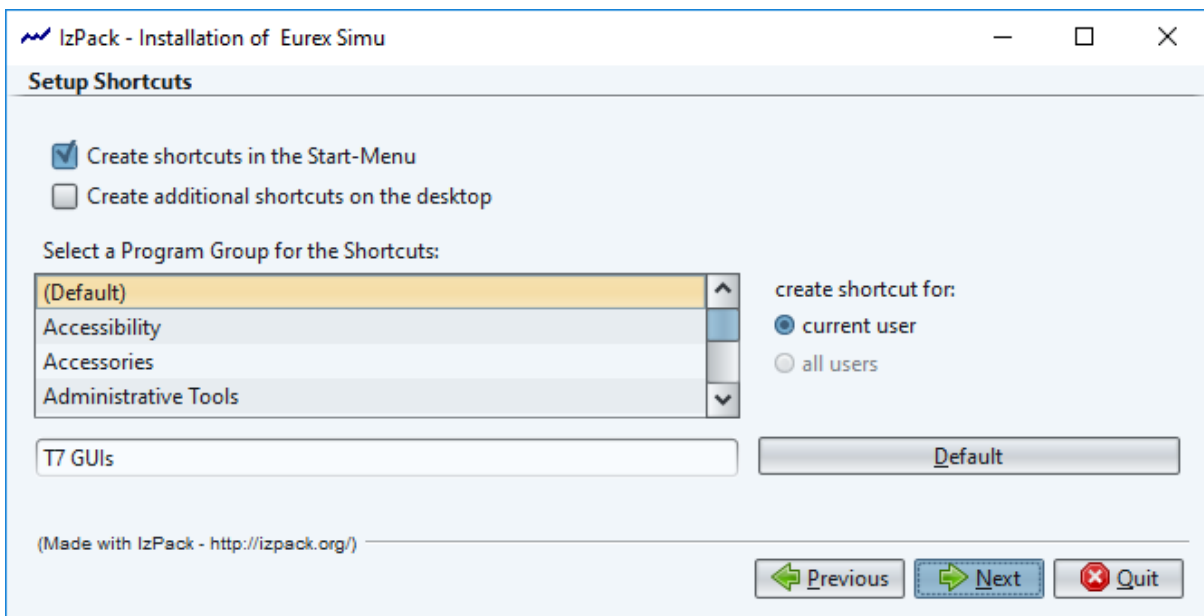 IzPack - Installation of  Eurex Simu
Setup Shortcuts
Create shortcuts in the Start-Menu
Create additional shortcuts on the desktop
Select a Program Group for the Shortcuts:
(Default)
Accessibility
Accessories
Administrative Tools
create shortcut for:
current user
all users
T7 GUIs
Default
(Made with IzPack - http://izpack.org/)
Previous
Next
Quit